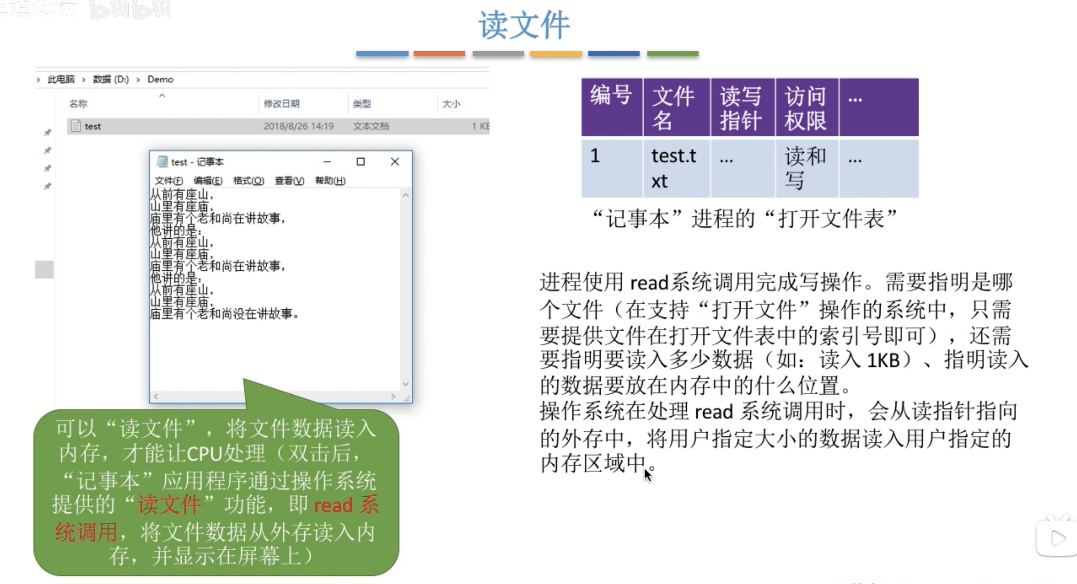 bilibili
读文件
此电脑 > 数据 (D:) > Demo
名称 修改日期 类型 大小
test 2018/8/26 14:19 文本文档 1 KB
test - 记事本
文件(F) 编辑(E) 格式(O) 查看(V) 帮助(H)
从前有座山，
山里有座庙，
庙里有个老和尚在讲故事，
他讲的是：
从前有座山，
山里有座庙，
庙里有个老和尚在讲故事，
他讲的是：
从前有座山，
山里有座庙，
庙里有个老和尚没在讲故事。
可以“读文件”，将文件数据读入
内存，才能让CPU处理（双击后，
“记事本”应用程序通过操作系统
提供的“读文件”功能，即 read 系
统调用，将文件数据从外存读入内
存，并显示在屏幕上）
编号 文件名 读写指针 访问权限 ...
1 test.txt ... 读和写 ...
“记事本”进程的“打开文件表”
进程使用 read系统调用完成写操作。需要指明是哪
个文件（在支持“打开文件”操作的系统中，只需
要提供文件在打开文件表中的索引号即可），还需
要指明要读入多少数据（如：读入 1KB）、指明读入
的数据要放在内存中的什么位置。
操作系统在处理 read 系统调用时，会从读指针指向
的外存中，将用户指定大小的数据读入用户指定的
内存区域中。